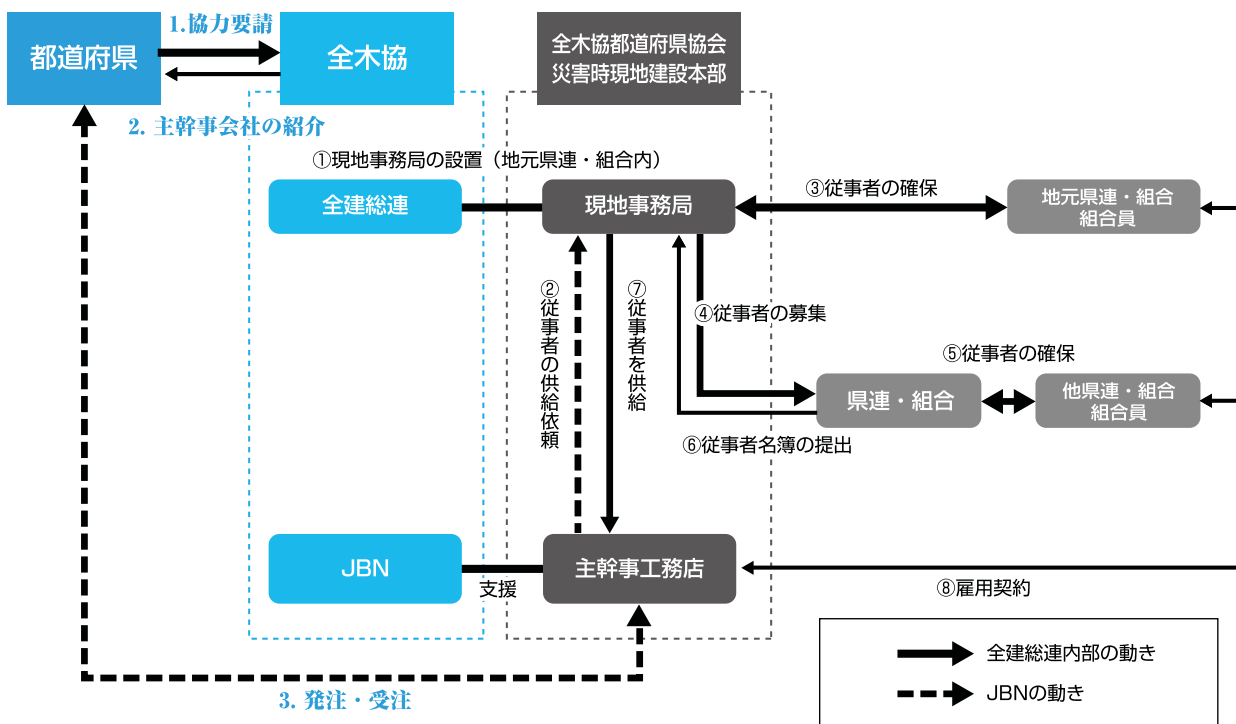 都道府県
1.協力要請
全木協
全木協都道府県協会
災害時現地建設本部
2. 主幹事会社の紹介
①現地事務局の設置（地元県連・組合内）
全建総連
現地事務局
③従事者の確保
地元県連・組合
組合員
②従事者の供給依頼
⑦従事者を供給
④従事者の募集
⑤従事者の確保
県連・組合
他県連・組合
組合員
⑥従事者名簿の提出
JBN
支援
主幹事工務店
⑧雇用契約
3. 発注・受注
全建総連内部の動き
JBNの動き